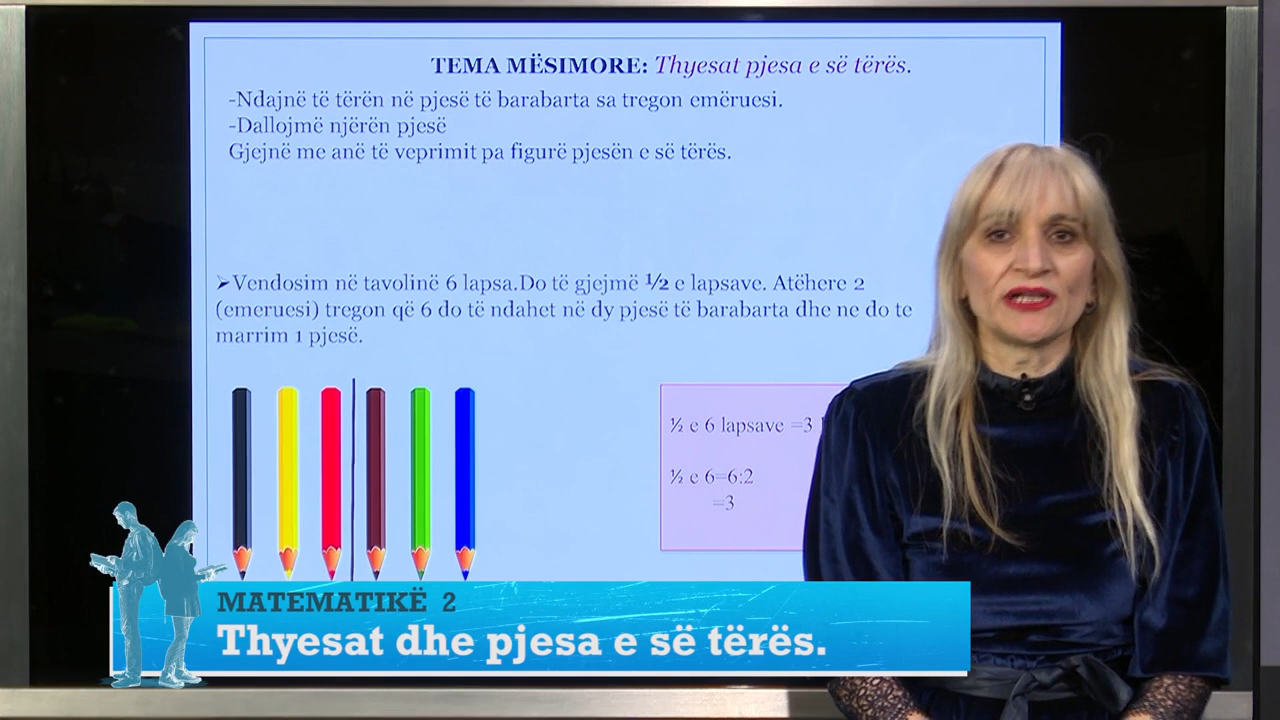 TEMA MËSIMORE: Thyesat pjesa e së tërës.
-Ndajnë të tërën në pjesë të barabarta sa tregon emëruesi.
-Dallojmë njërën pjesë
Gjejnë me anë të veprimit pa figurë pjesën e së tërës.
➢Vendosim në tavolinë 6 lapsa.Do të gjejmë ½ e lapsave. Atëhere 2
(emeruesi) tregon që 6 do të ndahet në dy pjesë të barabarta dhe ne do te
marrim 1 pjesë.
½ e 6 lapsave =3
½ e 6=6:2
=3
MATEMATIKË 2
Thyesat dhe pjesa e së tërës.